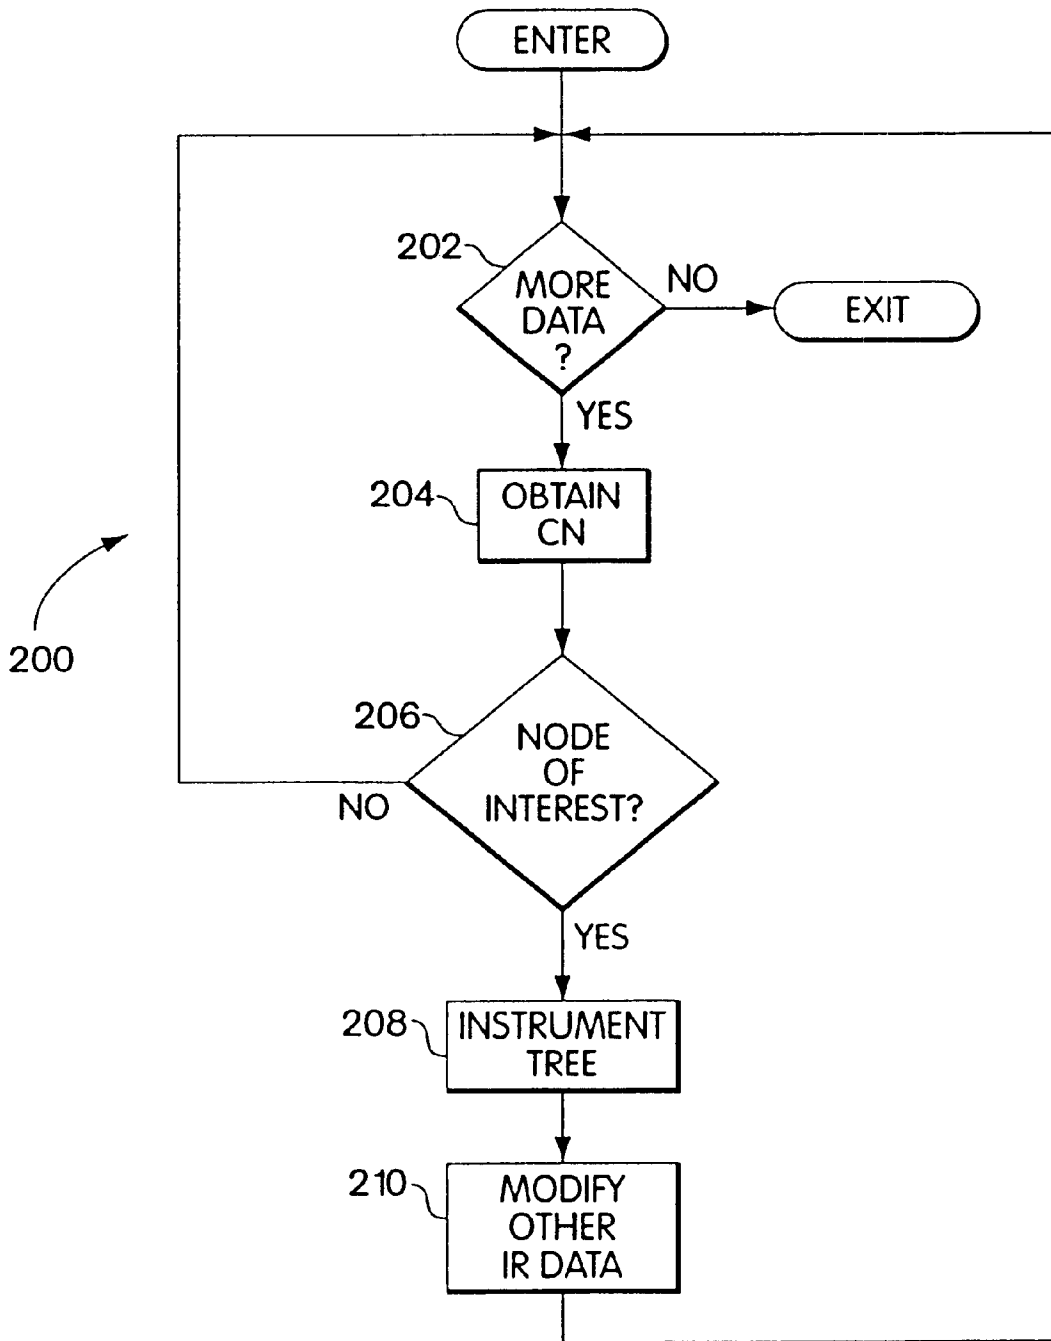 ENTER
202
MORE
DATA
?
NO
EXIT
YES
204
OBTAIN
CN
200
206
NODE
OF
INTEREST?
NO
YES
208
INSTRUMENT
TREE
210
MODIFY
OTHER
IR DATA